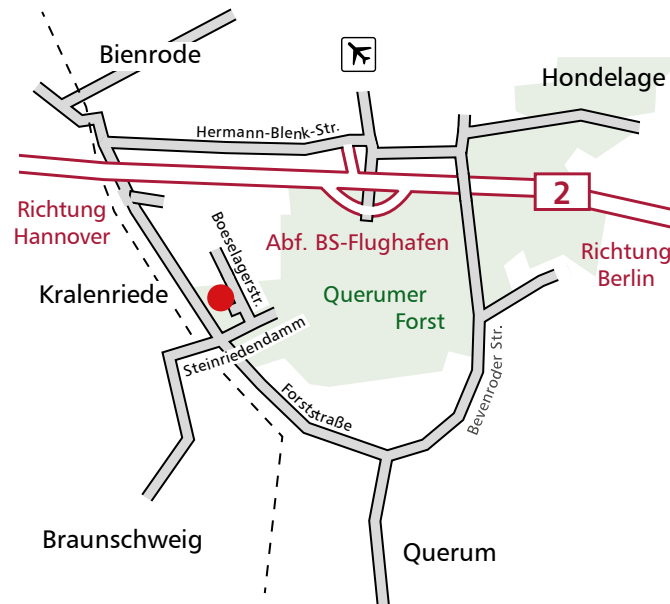 Bienrode
Hondelage
Hermann-Blenk-Str.
2
Richtung
Hannover
Boeselagerstr.
Abf. BS-Flughafen
Richtung
Berlin
Kralenriede
Querumer
Forst
Steinriedendamm
Bevenroder Str.
Forststraße
Braunschweig
Querum